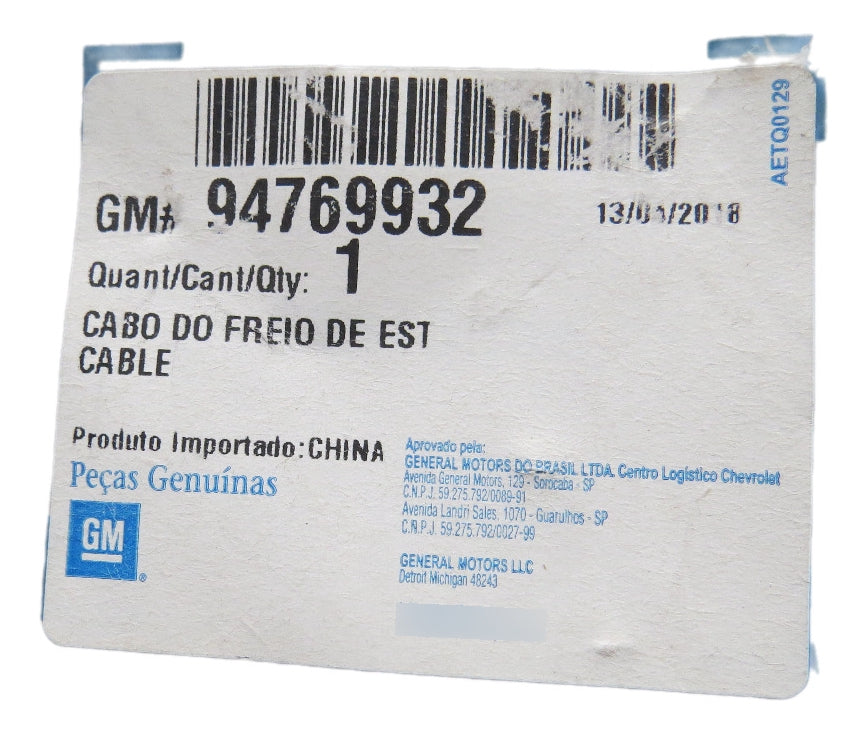 AETQ0129
GM# 94769932
Quant/Cant/Qty: 1
CABO DO FREIO DE EST
CABLE
Produto Importado:CHINA
Peças Genuínas
GM
Aprovado pela:
GENERAL MOTORS DO BRASIL LTDA. Centro Logístico Chevrolet
Avenida General Motors, 129 - Sorocaba - SP
C.N.P.J. 59.275.792/0089-91
Avenida Landri Sales, 1070 - Guarulhos - SP
C.N.P.J. 59.275.792/0027-99
GENERAL MOTORS LLC
Detroit Michigan 48243